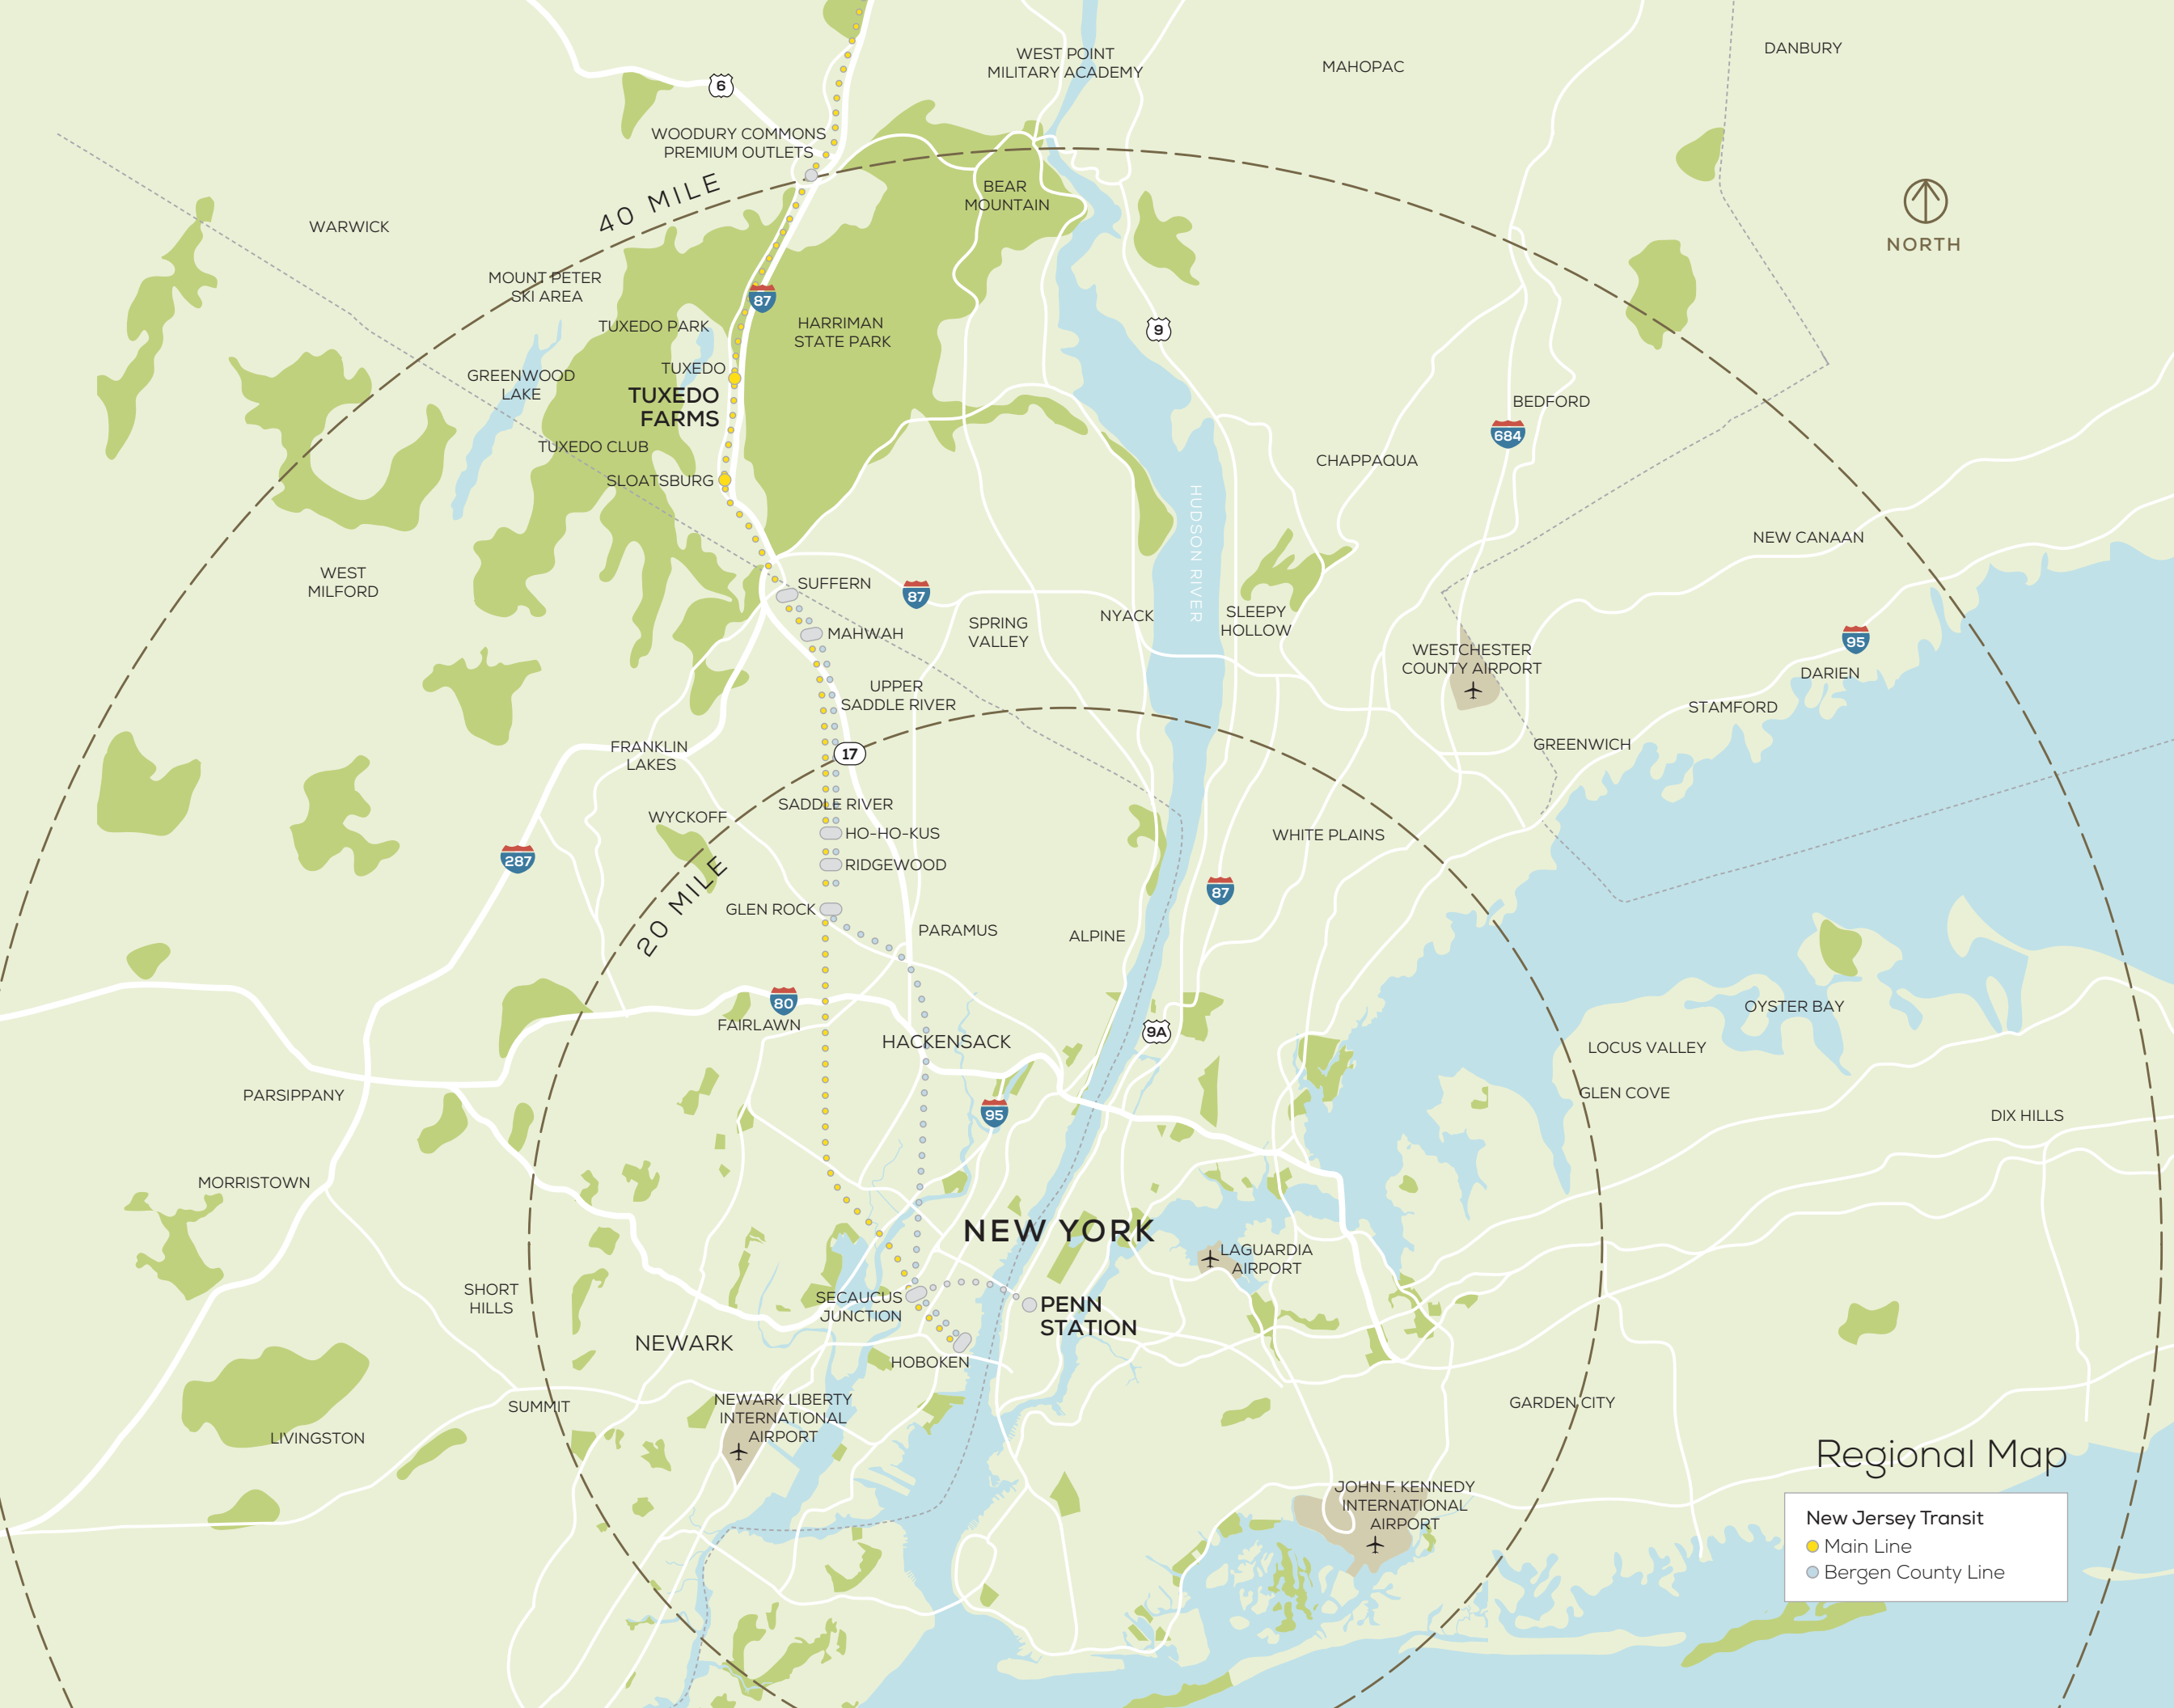 WEST POINT
MILITARY ACADEMY
MAHOPAC
DANBURY
6
WOODURY COMMONS
PREMIUM OUTLETS
40 MILE
BEAR
MOUNTAIN
WARWICK
NORTH
MOUNT PETER
SKI AREA
87
TUXEDO PARK
HARRIMAN
STATE PARK
9
TUXEDO
GREENWOOD
LAKE
TUXEDO
FARMS
BEDFORD
684
TUXEDO CLUB
CHAPPAQUA
SLOATSBURG
HUDSON RIVER
NEW CANAAN
WEST
MILFORD
SUFFERN
87
NYACK
SLEEPY
HOLLOW
SPRING
VALLEY
MAHWAH
WESTCHESTER
COUNTY AIRPORT
95
DARIEN
UPPER
SADDLE RIVER
STAMFORD
GREENWICH
FRANKLIN
LAKES
17
SADDLE RIVER
WYCKOFF
HO-HO-KUS
WHITE PLAINS
287
RIDGEWOOD
20 MILE
87
GLEN ROCK
PARAMUS
ALPINE
80
OYSTER BAY
FAIRLAWN
9A
HACKENSACK
LOCUS VALLEY
PARSIPPANY
GLEN COVE
95
DIX HILLS
MORRISTOWN
NEW YORK
LAGUARDIA
AIRPORT
SHORT
HILLS
SECAUCUS
JUNCTION
PENN
STATION
NEWARK
HOBOKEN
NEWARK LIBERTY
INTERNATIONAL
AIRPORT
SUMMIT
GARDEN CITY
LIVINGSTON
Regional Map
JOHN F. KENNEDY
INTERNATIONAL
AIRPORT
New Jersey Transit
Main Line
Bergen County Line